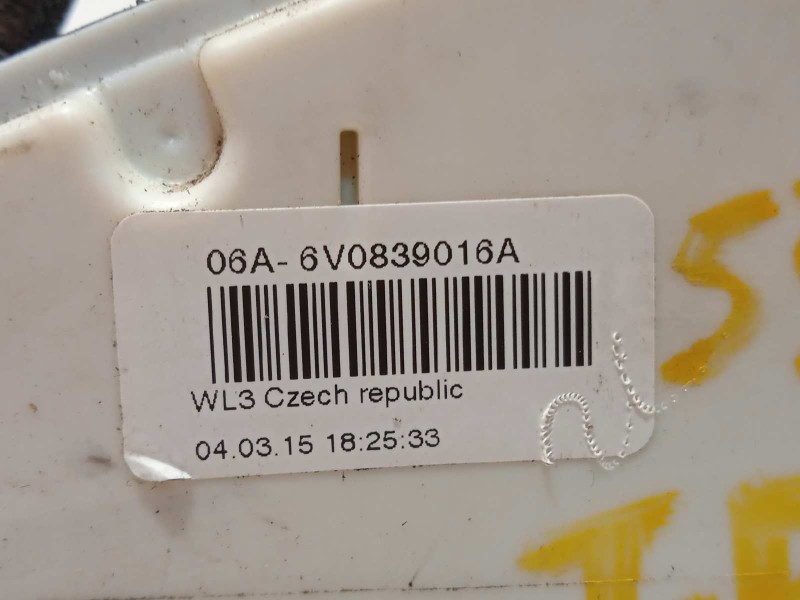 06A- 6V0839016A
WL3 Czech republic
04.03.15 18:25:33